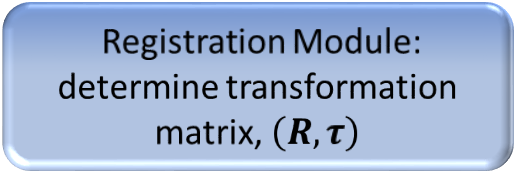 Registration Module:
determine transformation
matrix, (R, τ)